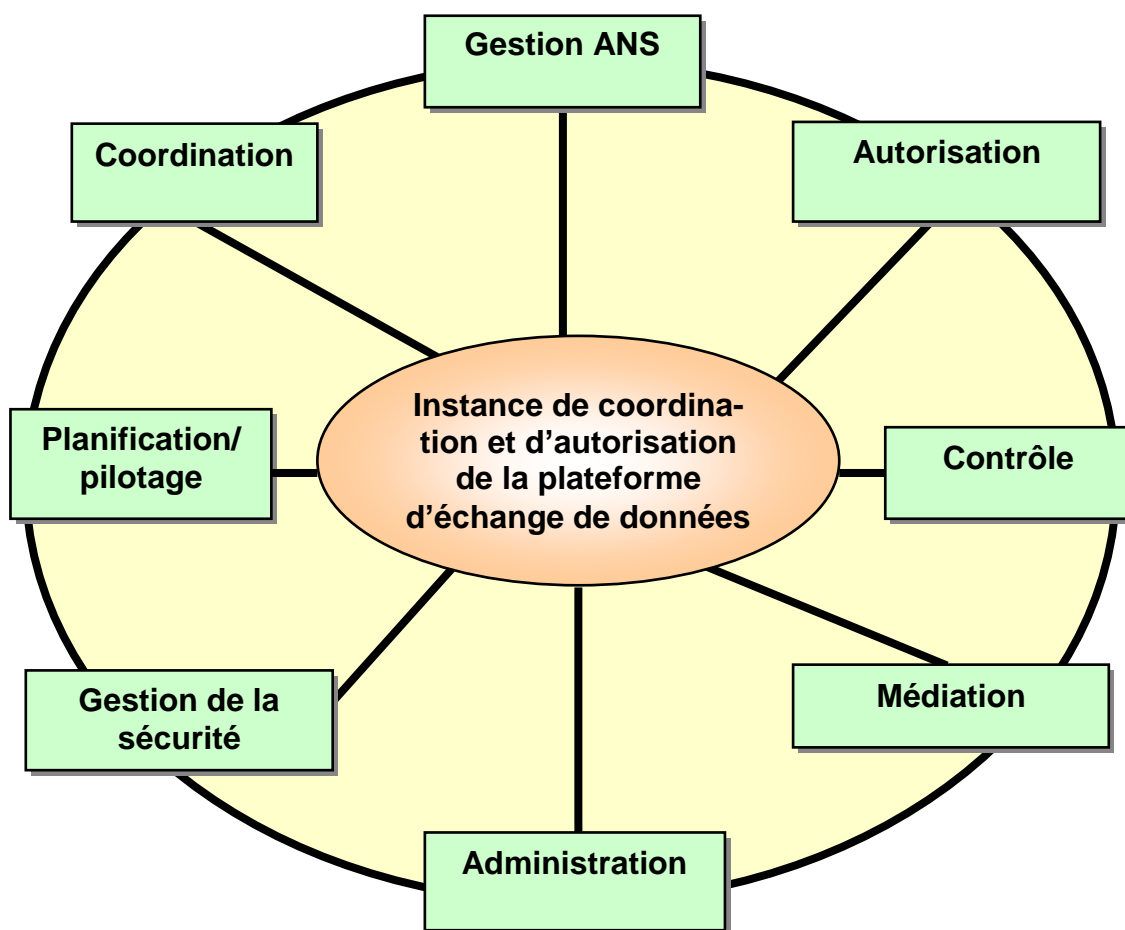 Gestion ANS
Coordination
Autorisation
Instance de coordina-
tion et d'autorisation
de la plateforme
d'échange de données
Planification/
pilotage
Contrôle
Gestion de la
sécurité
Médiation
Administration